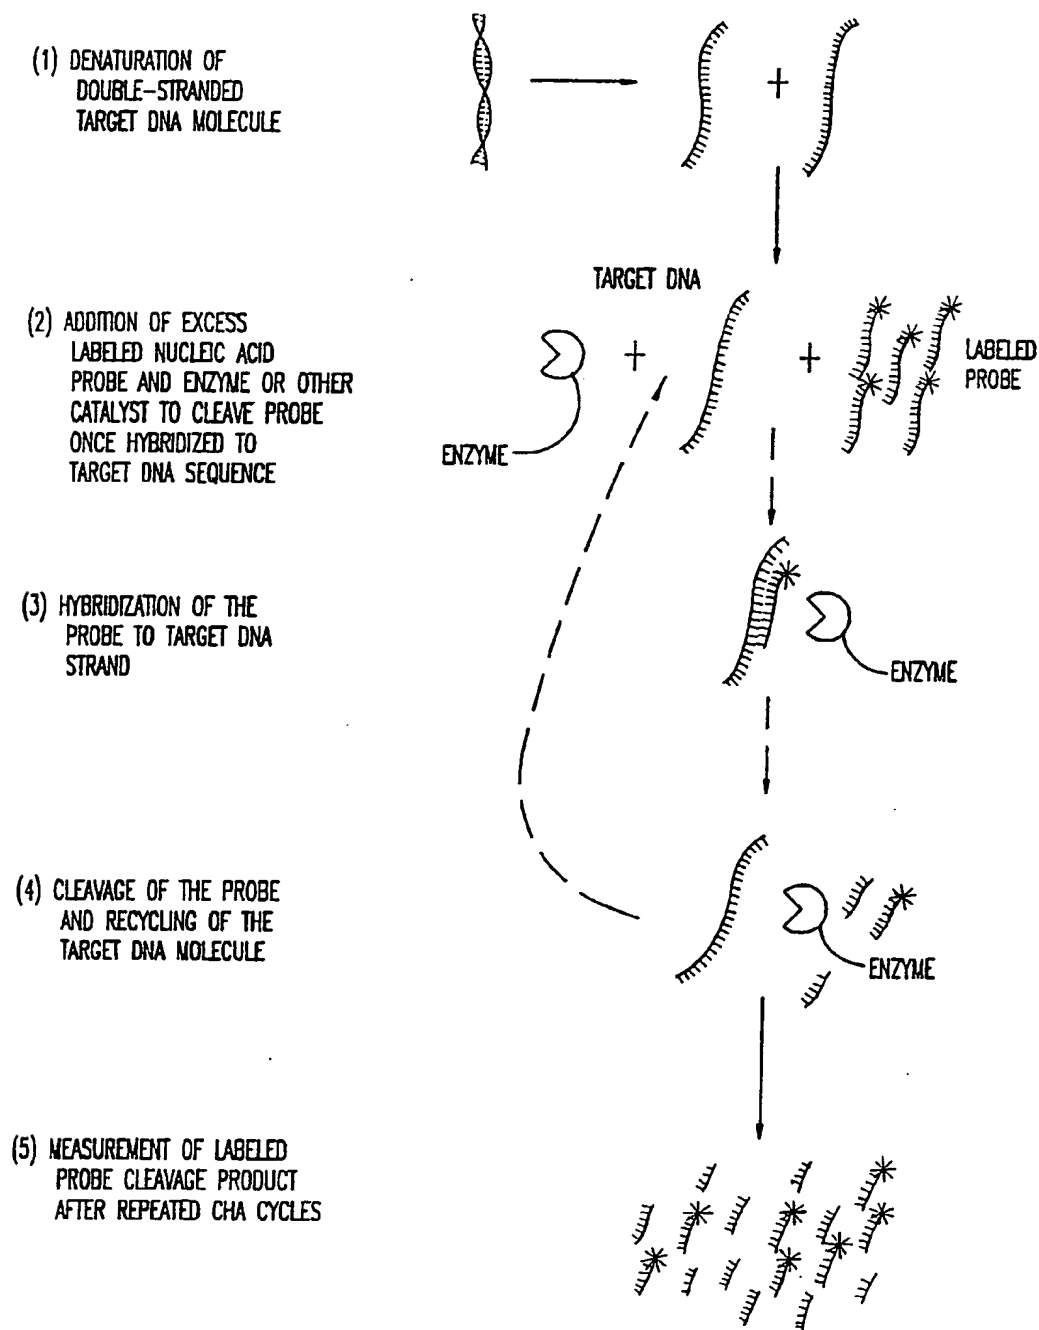 (1) DENATURATION OF
DOUBLE-STRANDED
TARGET DNA MOLECULE
TARGET DNA
(2) ADDITION OF EXCESS
LABELED NUCLEIC ACID
PROBE AND ENZYME OR OTHER
CATALYST TO CLEAVE PROBE
ONCE HYBRIDIZED TO
TARGET DNA SEQUENCE
ENZYME
+
+
+
LABELED
PROBE
(3) HYBRIDIZATION OF THE
PROBE TO TARGET DNA
STRAND
ENZYME
(4) CLEAVAGE OF THE PROBE
AND RECYCLING OF THE
TARGET DNA MOLECULE
ENZYME
(5) MEASUREMENT OF LABELED
PROBE CLEAVAGE PRODUCT
AFTER REPEATED CHA CYCLES